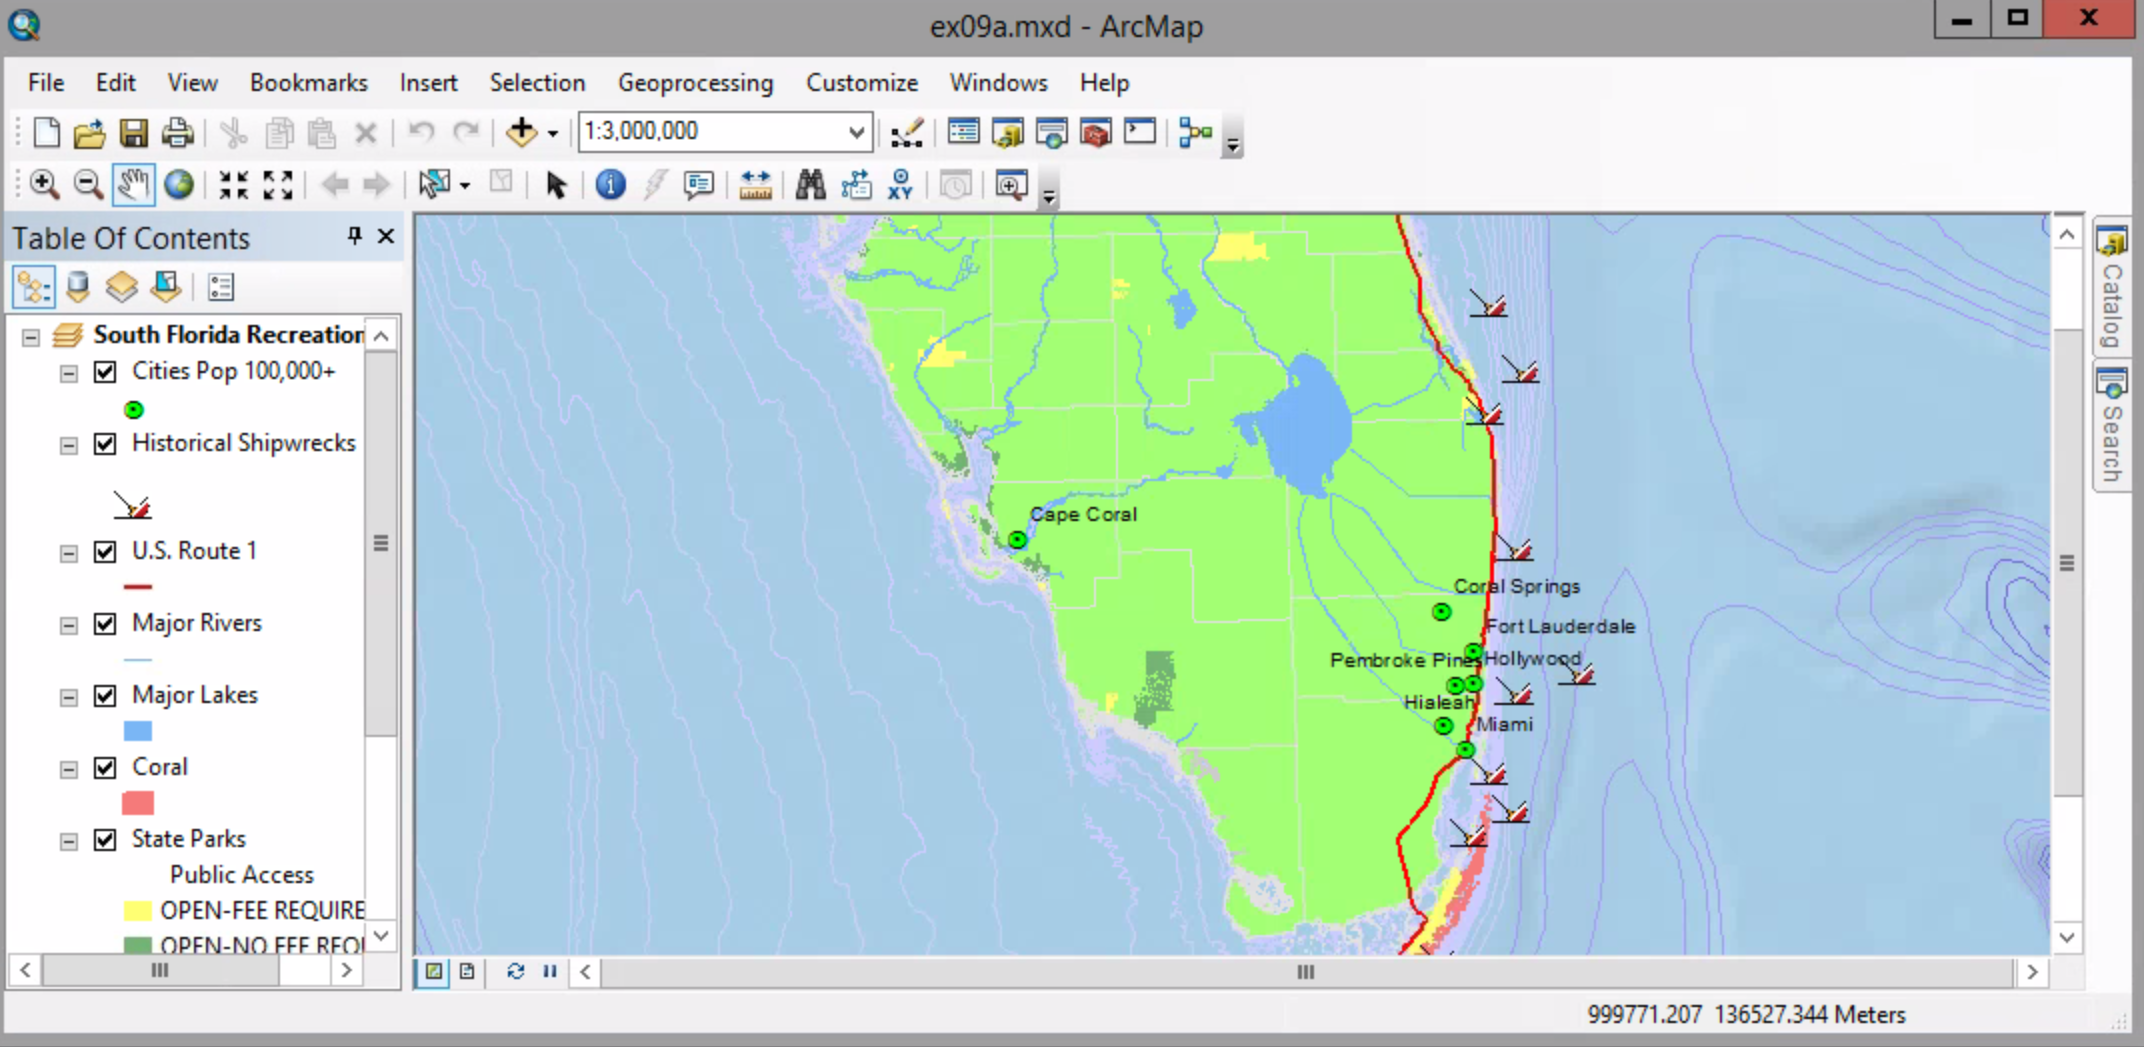 ex09a.mxd - ArcMap
File Edit View Bookmarks Insert Selection Geoprocessing Customize Windows Help
1:3,000,000
XY
Table Of Contents
South Florida Recreation
Cities Pop 100,000+
Historical Shipwrecks
U.S. Route 1
Major Rivers
Major Lakes
Coral
State Parks
Public Access
OPEN-FEE REQUIRE
OPEN-NO FEE REQU
Cape Coral
Coral Springs
Fort Lauderdale
Pembroke Pines
Hollywood
Hialeah
Miami
Catalog
Search
999771.207 136527.344 Meters